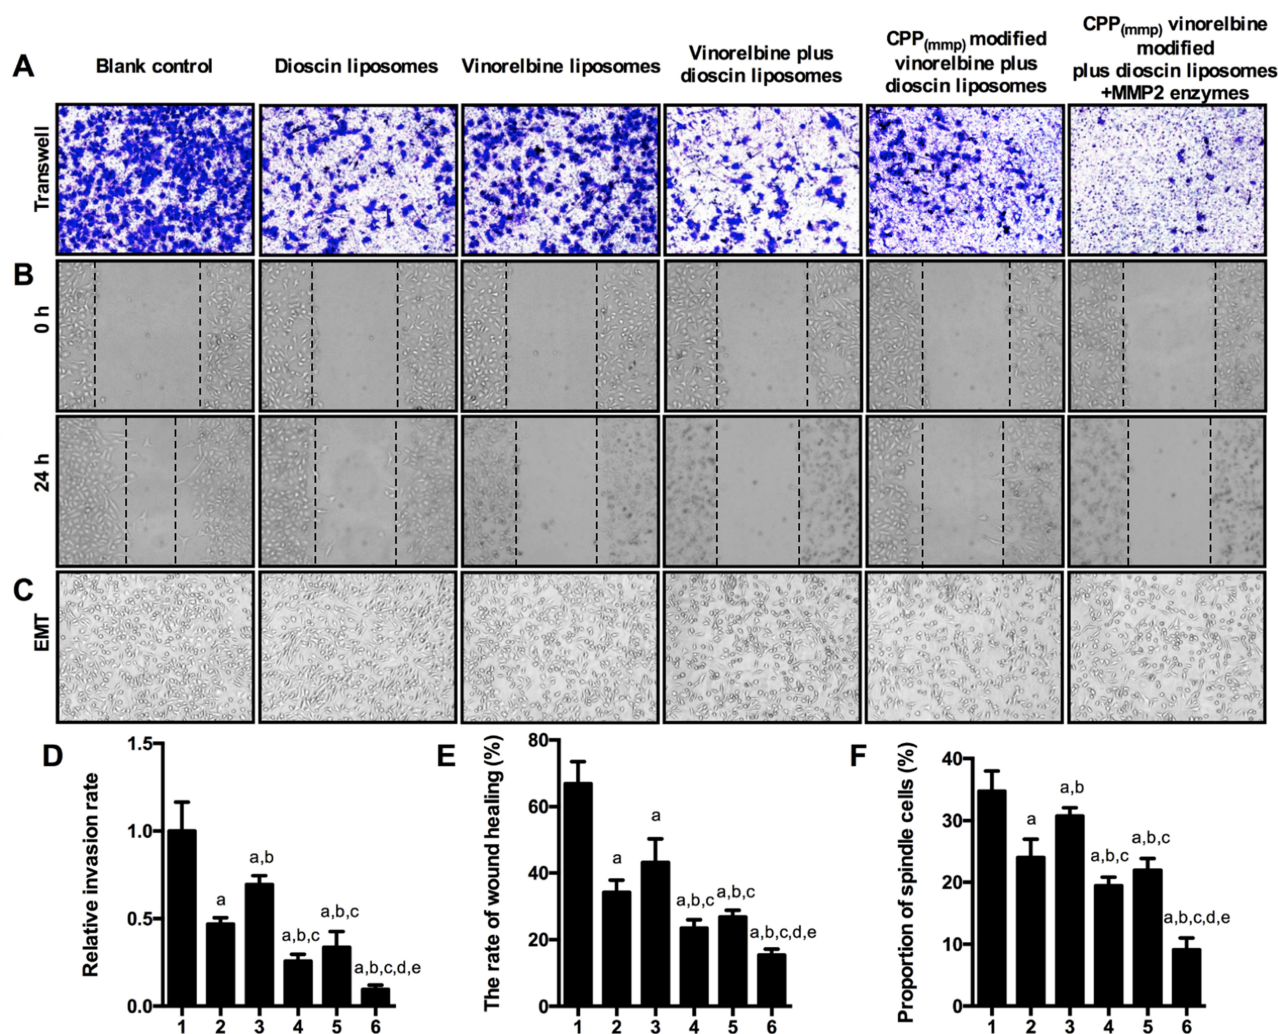 A
Blank control
Dioscin liposomes
Vinorelbine liposomes
Vinorelbine plus
dioscin liposomes
CPP(mmp) modified
vinorelbine plus
dioscin liposomes
CPP(mmp) vinorelbine
modified
plus dioscin liposomes
+MMP2 enzymes
Transwell
B
0 h
24 h
C
EMT
D
Relative invasion rate
1.5
1.0
0.5
0.0
a
a,b
a,b,c
a,b,c
a,b,c,d,e
1 2 3 4 5 6
E
The rate of wound healing (%)
80
60
40
20
0
a
a
a,b,c
a,b,c
a,b,c,d,e
1 2 3 4 5 6
F
Proportion of spindle cells (%)
40
30
20
10
0
a
a,b
a,b,c
a,b,c
a,b,c,d,e
1 2 3 4 5 6